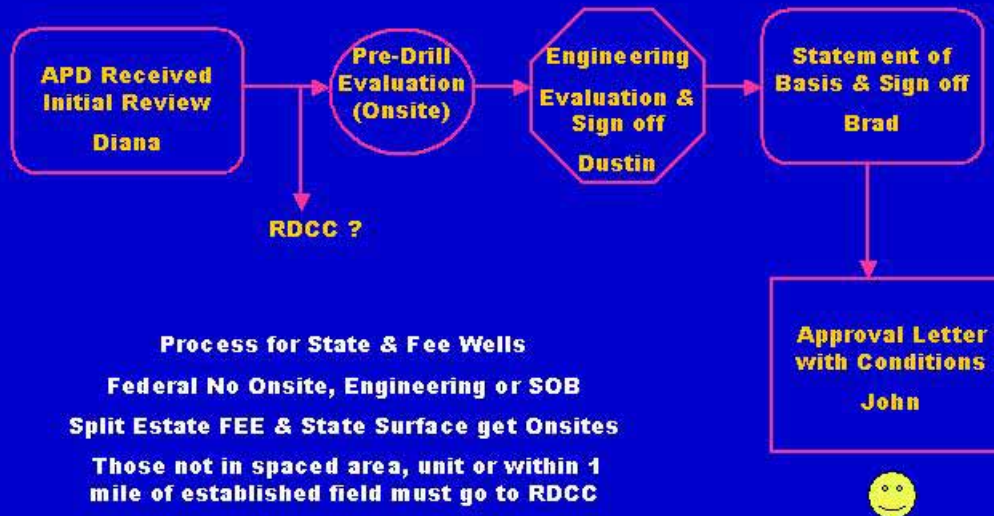 APD Received
Initial Review
Diana
Pre-Drill
Evaluation
(Onsite)
Engineering
Evaluation &
Sign off
Dustin
Statement of
Basis & Sign off
Brad
RDCC ?
Approval Letter
with Conditions
John
Process for State & Fee Wells
Federal No Onsite, Engineering or SOB
Split Estate FEE & State Surface get Onsites
Those not in spaced area, unit or within 1
mile of established field must go to RDCC